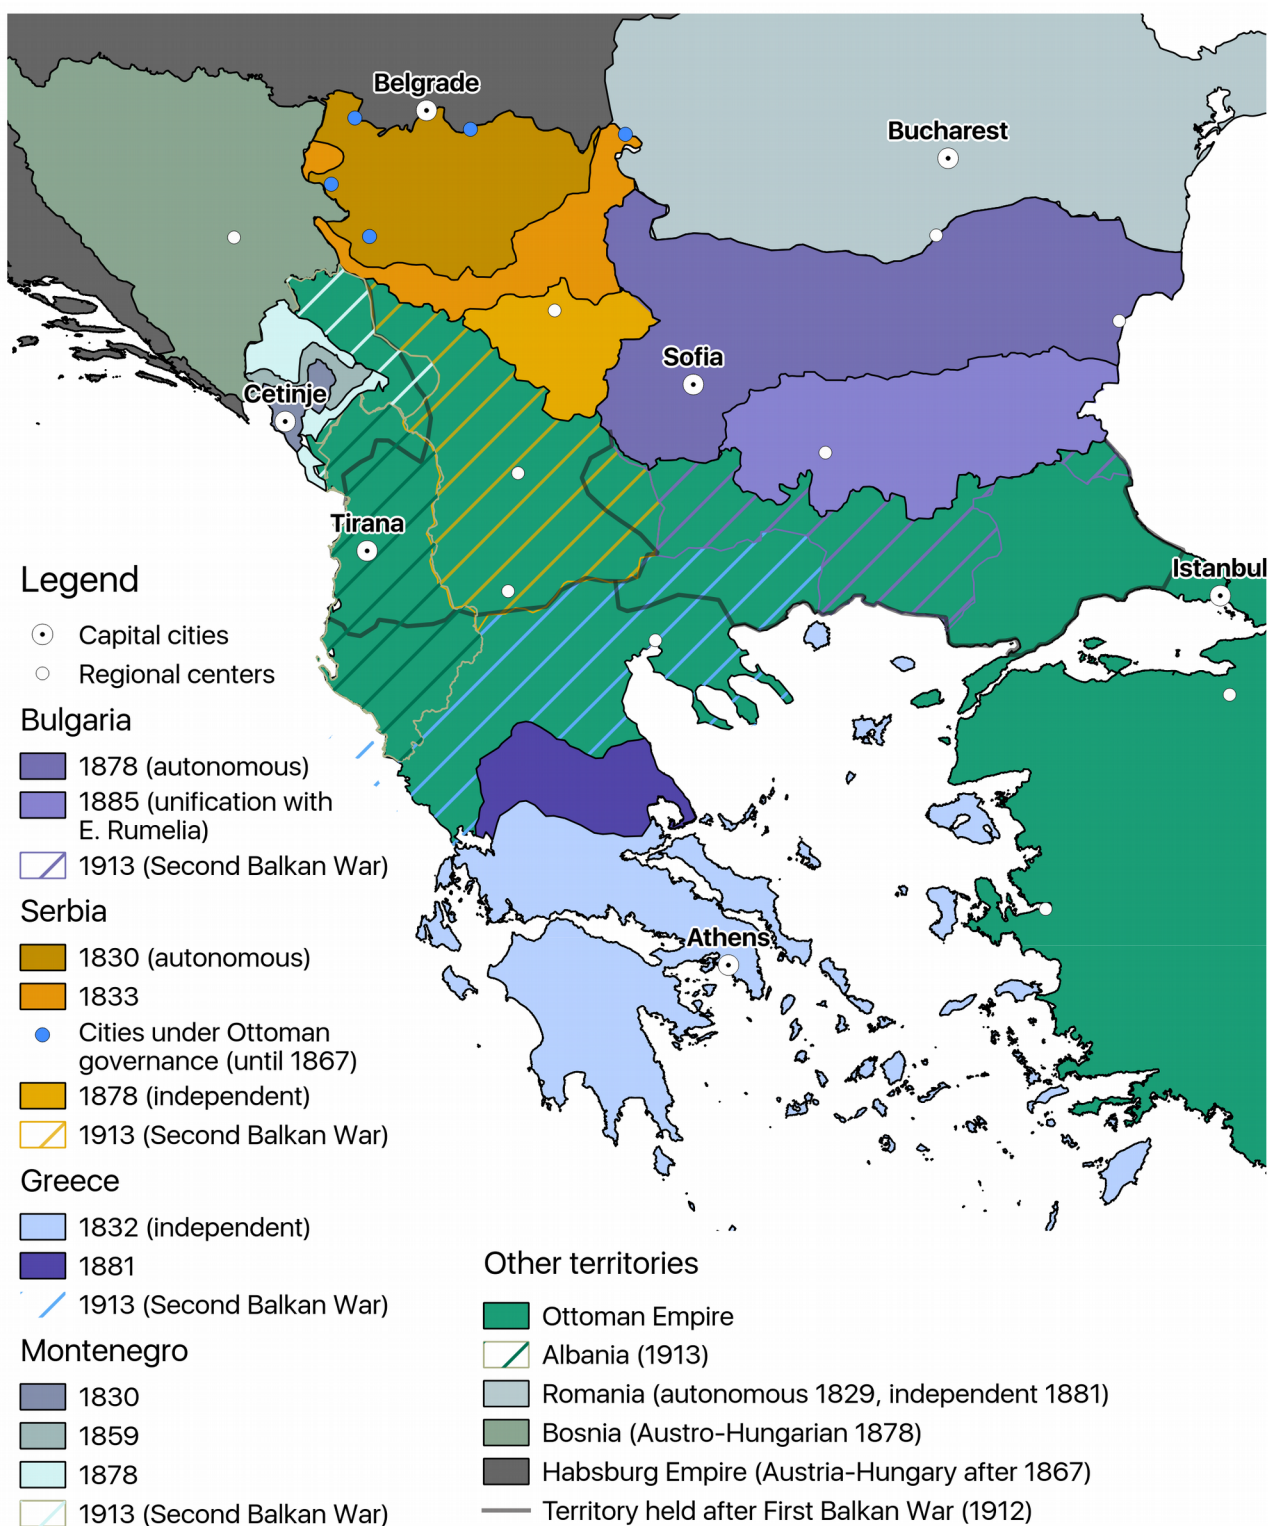 Belgrade
Bucharest
Sofia
Cetinje
Tirana
Istanbul
Athens
Legend
Capital cities
Regional centers
Bulgaria
1878 (autonomous)
1885 (unification with
E. Rumelia)
1913 (Second Balkan War)
Serbia
1830 (autonomous)
1833
Cities under Ottoman
governance (until 1867)
1878 (independent)
1913 (Second Balkan War)
Greece
1832 (independent)
1881
1913 (Second Balkan War)
Montenegro
1830
1859
1878
1913 (Second Balkan War)
Other territories
Ottoman Empire
Albania (1913)
Romania (autonomous 1829, independent 1881)
Bosnia (Austro-Hungarian 1878)
Habsburg Empire (Austria-Hungary after 1867)
Territory held after First Balkan War (1912)